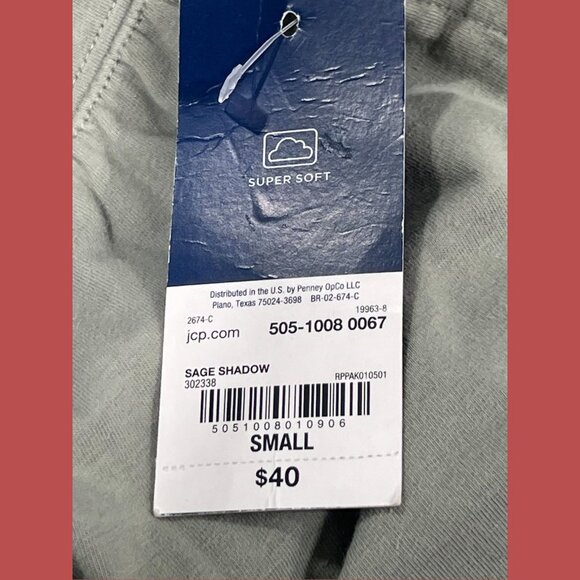 SUPER SOFT
Distributed in the U.S. by Penney OpCo LLC
Plano, Texas 75024-3698 BR-02-674-C
2674-C 19963-8
jcp.com 505-1008 0067
SAGE SHADOW
302338 RPPAK010501
5051008010906
SMALL
$40